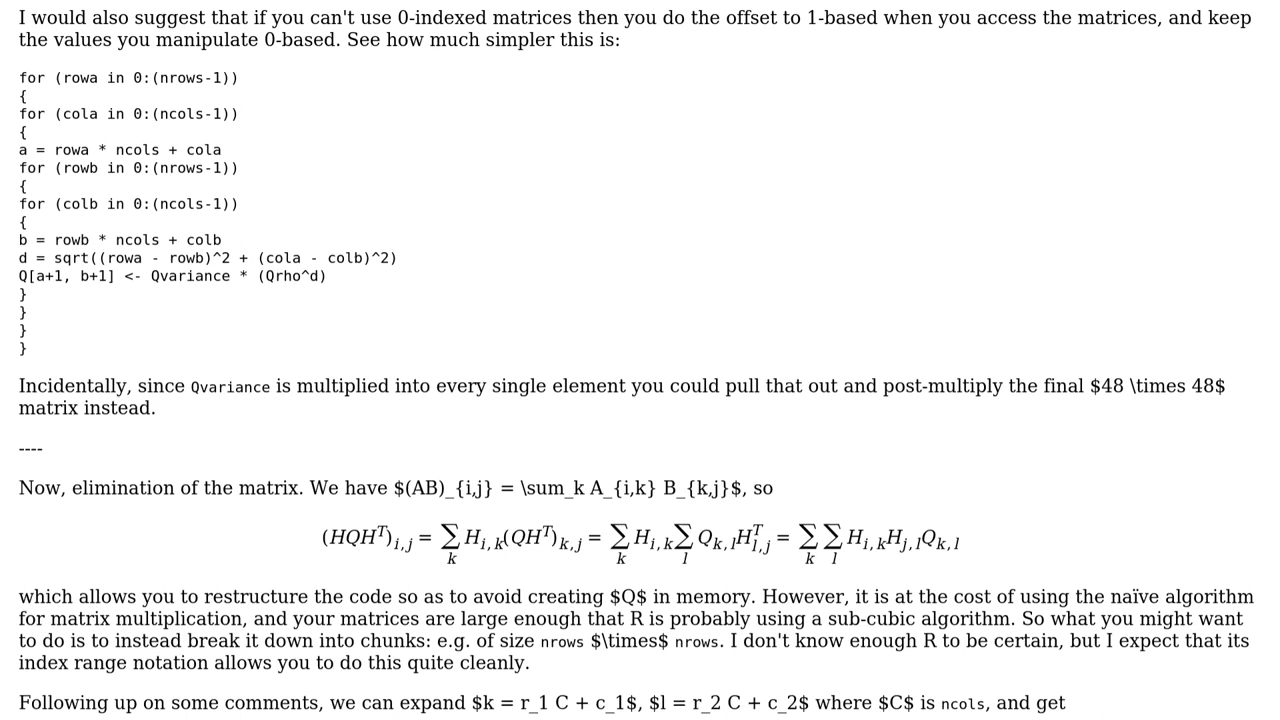 I would also suggest that if you can't use 0-indexed matrices then you do the offset to 1-based when you access the matrices, and keep
the values you manipulate 0-based. See how much simpler this is:
for (rowa in 0:(nrows-1))
{
for (cola in 0:(ncols-1))
{
a = rowa * ncols + cola
for (rowb in 0:(nrows-1))
{
for (colb in 0:(ncols-1))
{
b = rowb * ncols + colb
d = sqrt((rowa - rowb)^2 + (cola - colb)^2)
Q[a+1, b+1] <- Qvariance * (Qrho^d)
}
}
}
}
Incidentally, since Qvariance is multiplied into every single element you could pull that out and post-multiply the final $48 \times 48$
matrix instead.
----
Now, elimination of the matrix. We have $(AB)_{i,j} = \sum_k A_{i,k} B_{k,j}$, so
(HQH^T)_{i,j} = ∑_k H_{i,k}(QH^T)_{k,j} = ∑_k H_{i,k} ∑_l Q_{k,l}H^T_{l,j} = ∑_k ∑_l H_{i,k}H_{j,l}Q_{k,l}
which allows you to restructure the code so as to avoid creating $Q$ in memory. However, it is at the cost of using the naïve algorithm
for matrix multiplication, and your matrices are large enough that R is probably using a sub-cubic algorithm. So what you might want
to do is to instead break it down into chunks: e.g. of size nrows $\times$ nrows. I don't know enough R to be certain, but I expect that its
index range notation allows you to do this quite cleanly.
Following up on some comments, we can expand $k = r_1 C + c_1$, $l = r_2 C + c_2$ where $C$ is ncols, and get